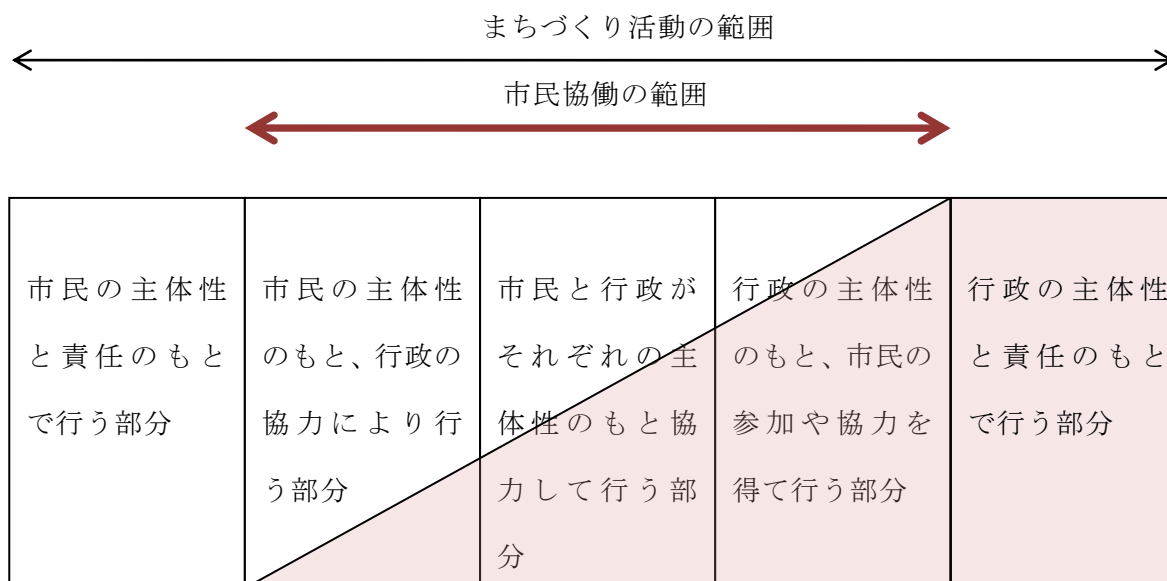 まちづくり活動の範囲
市民協働の範囲
市民の主体性
と責任のもと
で行う部分
市民の主体性
のもと、行政の
協力により行
う部分
市民と行政が
それぞれの主
体性のもと協
力して行う部
分
行政の主体性
のもと、市民の
参加や協力を
得て行う部分
行政の主体性
と責任のもと
で行う部分